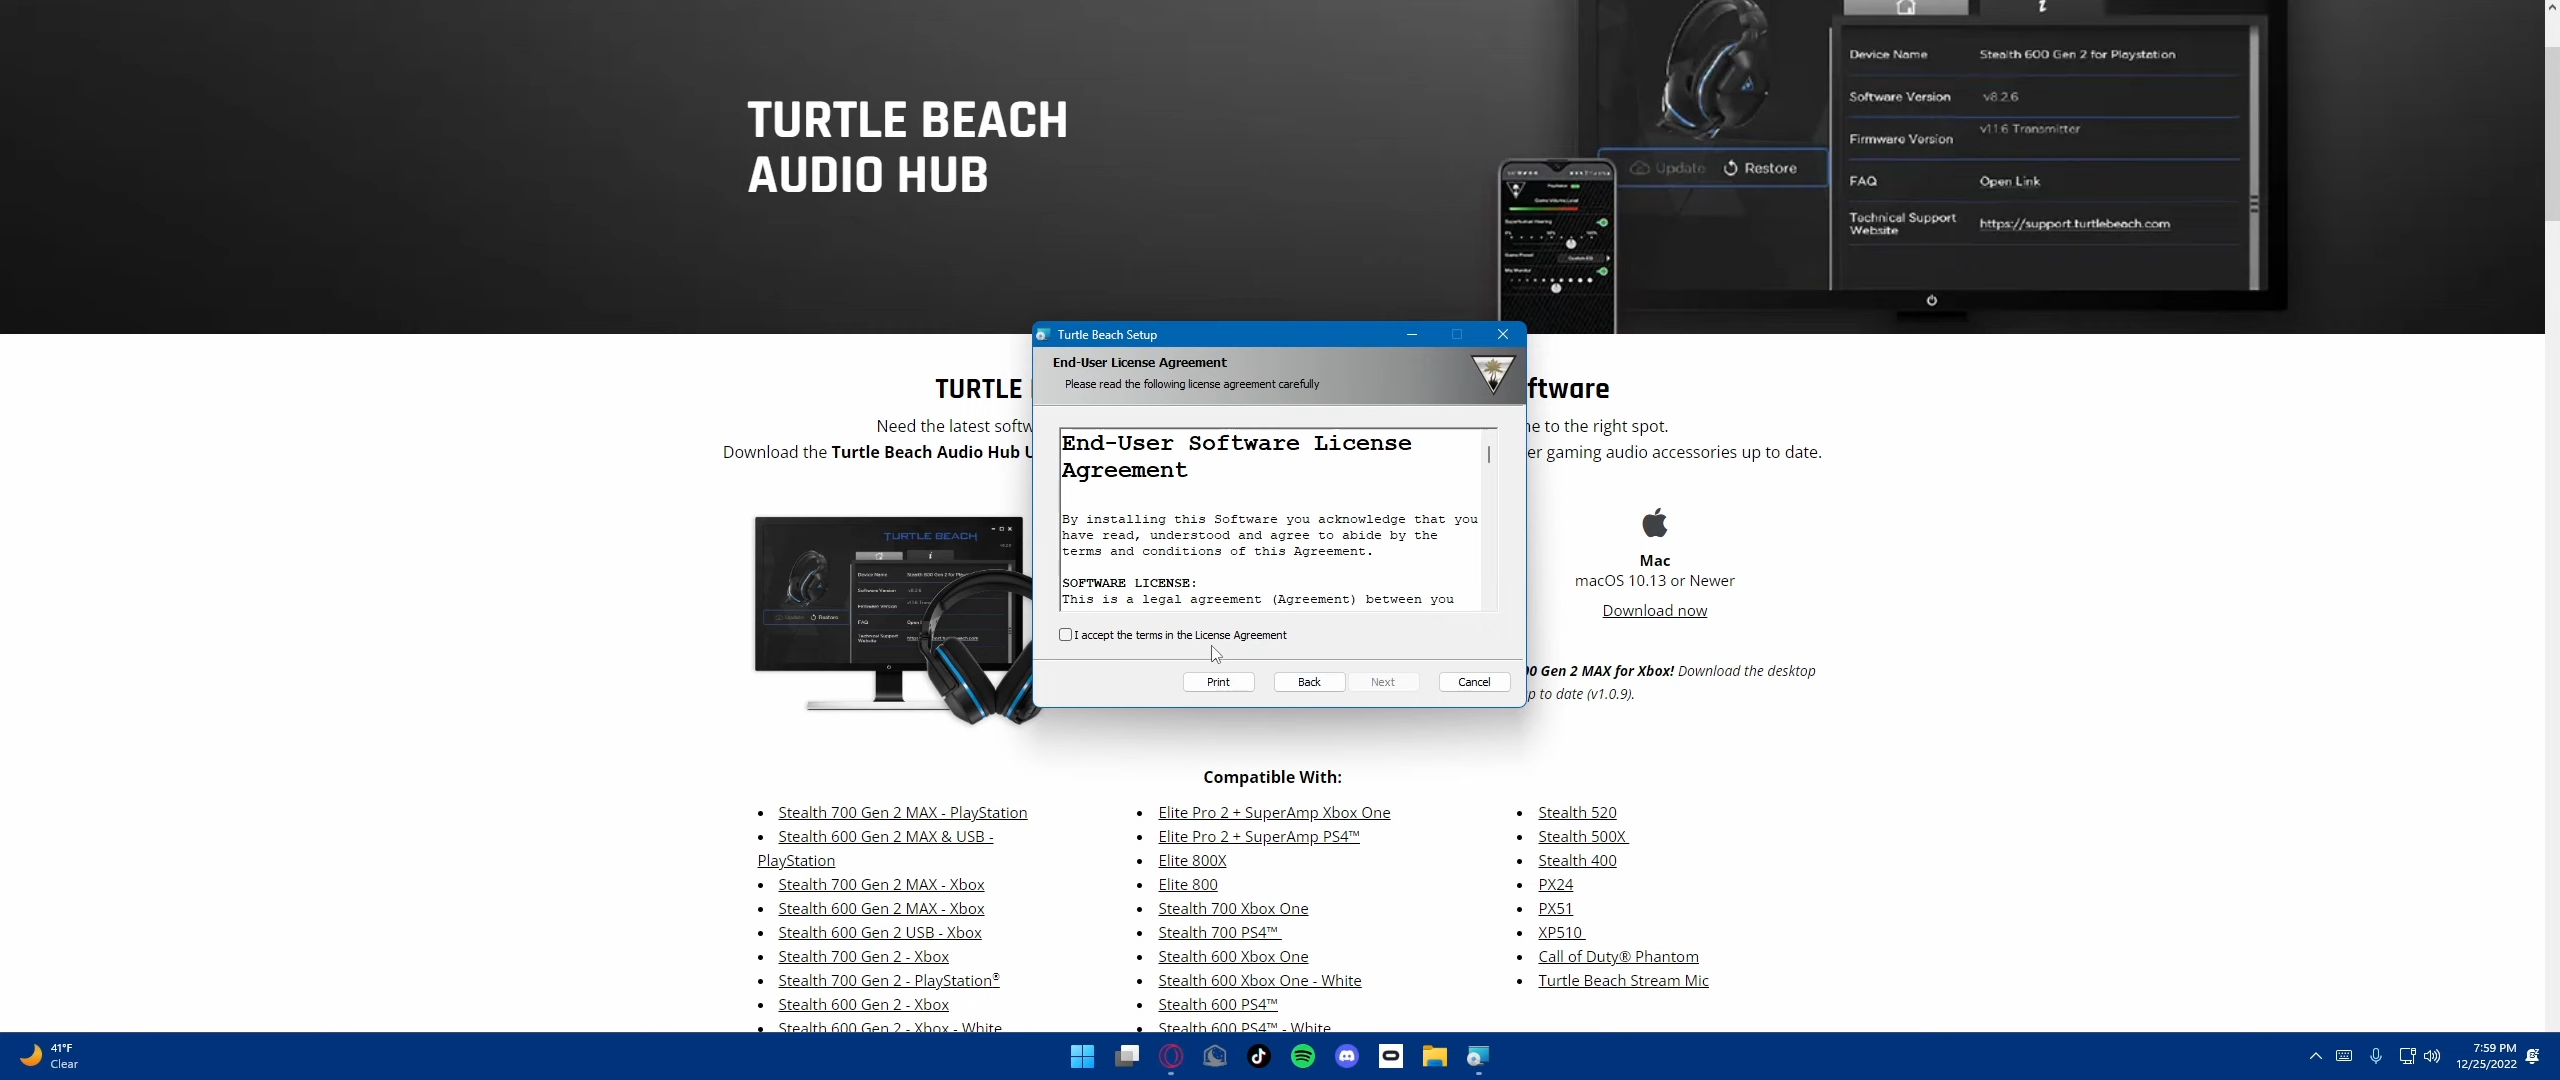 TURTLE BEACH
AUDIO HUB
Device Name Stealth 600 Gen 2 for Playstation
Software Version v8.2.6
Firmware Version v1.1.6 Transmitter
FAQ Open Link
Technical Support Website https://support.turtlebeach.com
Update Restore
Turtle Beach Setup
End-User License Agreement
Please read the following license agreement carefully
End-User Software License
Agreement
By installing this Software you acknowledge that you
have read, understood and agree to abide by the
terms and conditions of this Agreement.
SOFTWARE LICENSE:
This is a legal agreement (Agreement) between you
I accept the terms in the License Agreement
Print Back Next Cancel
TURTLE ftware
Need the latest softw e to the right spot.
Download the Turtle Beach Audio Hub er gaming audio accessories up to date.
TURTLE BEACH
Mac
macOS 10.13 or Newer
Download now
0 Gen 2 MAX for Xbox! Download the desktop
p to date (v1.0.9).
Compatible With:
Stealth 700 Gen 2 MAX - PlayStation
Stealth 600 Gen 2 MAX & USB -
PlayStation
Stealth 700 Gen 2 MAX - Xbox
Stealth 600 Gen 2 MAX - Xbox
Stealth 600 Gen 2 USB - Xbox
Stealth 700 Gen 2 - Xbox
Stealth 700 Gen 2 - PlayStation®
Stealth 600 Gen 2 - Xbox
Stealth 600 Gen 2 - Xbox - White
Elite Pro 2 + SuperAmp Xbox One
Elite Pro 2 + SuperAmp PS4™
Elite 800X
Elite 800
Stealth 700 Xbox One
Stealth 700 PS4™
Stealth 600 Xbox One
Stealth 600 Xbox One - White
Stealth 600 PS4™
Stealth 600 PS4™ - White
Stealth 520
Stealth 500X
Stealth 400
PX24
PX51
XP510
Call of Duty® Phantom
Turtle Beach Stream Mic
41°F
Clear
7:59 PM
12/25/2022